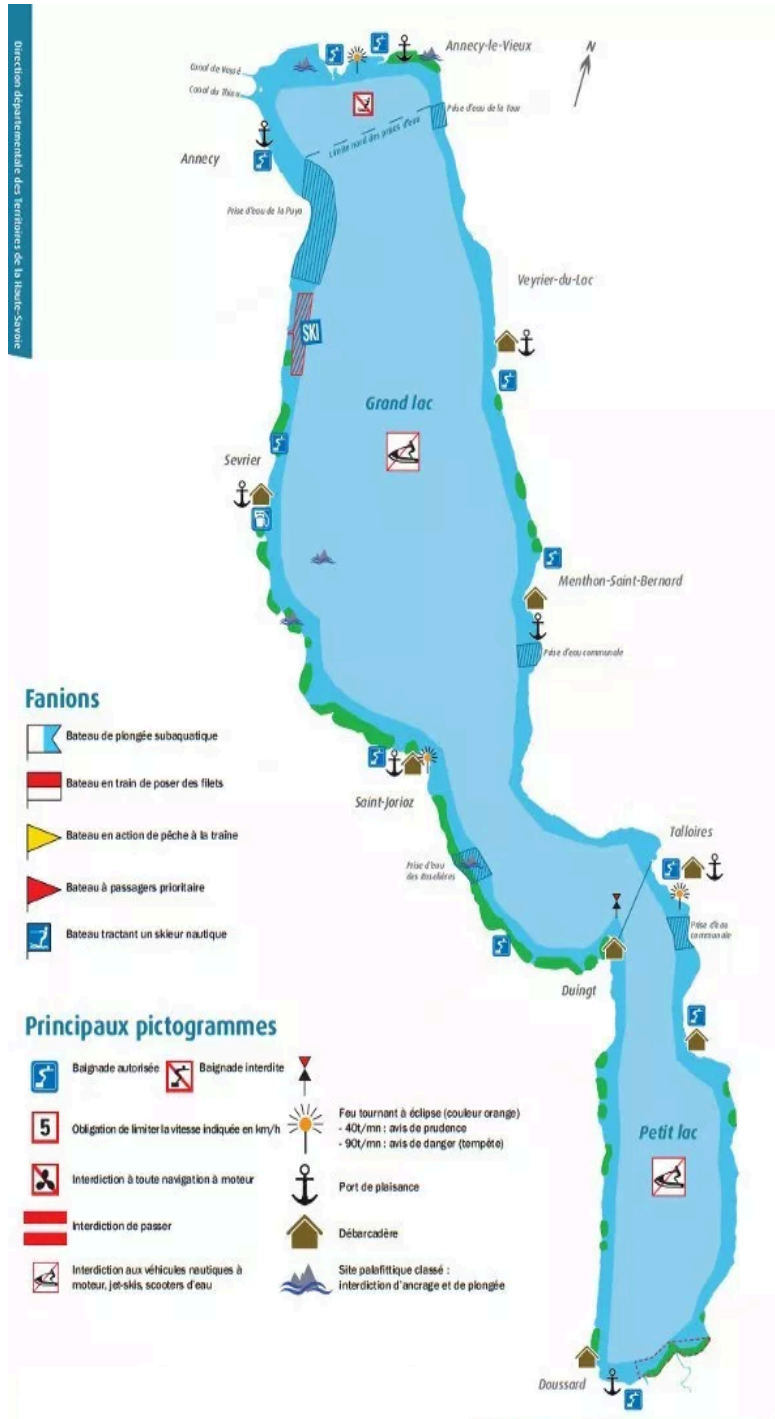 Direction départementale des Territoires de la Haute-Savoie
Annecy-le-Vieux
N
Canal de Vassé
Canal du Thiou
Prise d'eau de la Tour
Limite nord des prises d'eau
Annecy
Prise d'eau de la Puya
Veyrier-du-Lac
SKI
Grand lac
Sevrier
Menthon-Saint-Bernard
Prise d'eau communale
Fanions
Bateau de plongée subaquatique
Bateau en train de poser des filets
Bateau en action de pêche à la traîne
Bateau à passagers prioritaire
Bateau tractant un skieur nautique
Saint-Jorioz
Talloires
Prise d'eau
des Roselières
Prise d'eau
communale
Duingt
Principaux pictogrammes
Baignade autorisée
Baignade interdite
5
Obligation de limiter la vitesse indiquée en km/h
Feu tournant à éclipse (couleur orange)
- 40t/mn : avis de prudence
- 90t/mn : avis de danger (tempête)
Interdiction à toute navigation à moteur
Port de plaisance
Interdiction de passer
Débarcadère
Interdiction aux véhicules nautiques à
moteur, jet-skis, scooters d'eau
Site palafittique classé :
interdiction d'ancrage et de plongée
Petit lac
Doussard